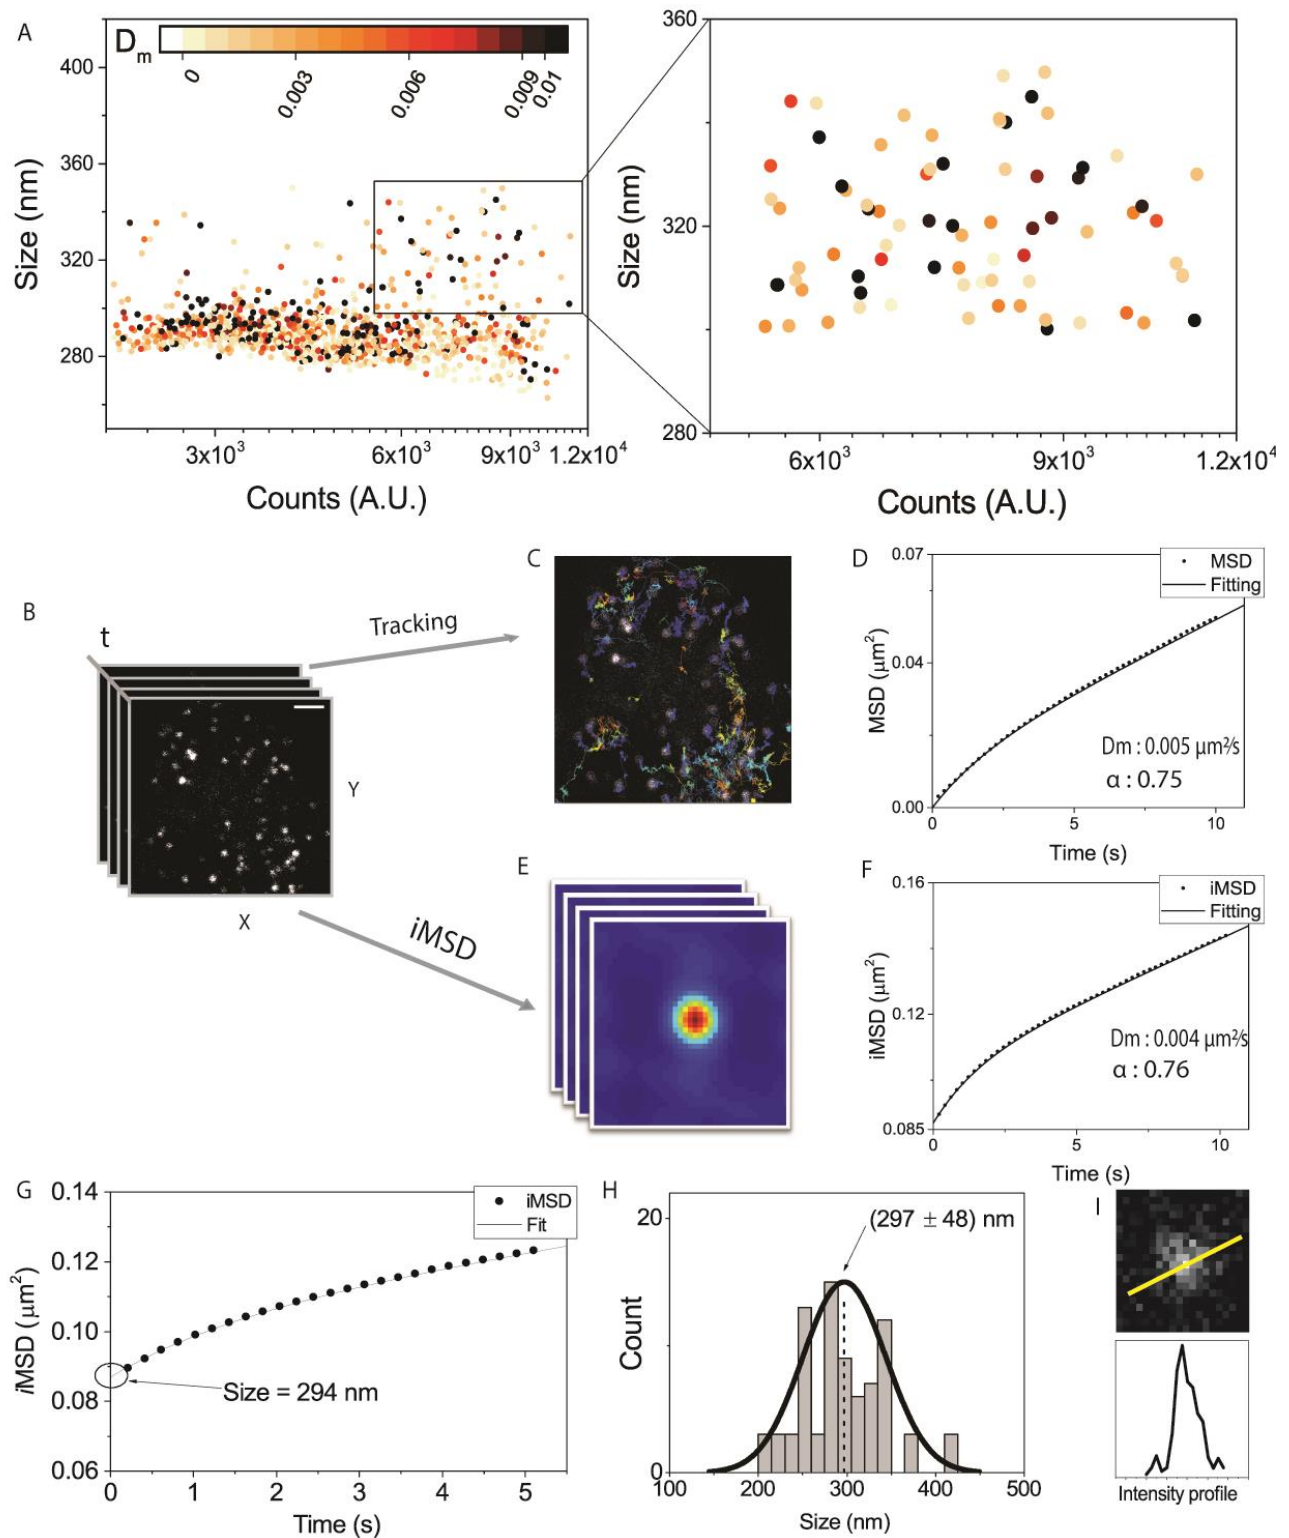 A
D
m
0
0.003
0.006
0.009
0.01
400
360
320
280
Size (nm)
3x10³
6x10³
9x10³
1.2x10⁴
Counts (A.U.)
360
320
280
Size (nm)
6x10³
9x10³
1.2x10⁴
Counts (A.U.)
B
t
Y
X
Tracking
iMSD
C
D
0.07
0.04
0.00
MSD (μm²)
MSD
Fitting
Dm : 0.005 μm²/s
α : 0.75
0
5
10
Time (s)
E
F
0.16
0.12
0.085
iMSD (μm²)
iMSD
Fitting
Dm : 0.004 μm²/s
α : 0.76
0
5
10
Time (s)
G
0.14
0.12
0.10
0.08
0.06
iMSD (μm²)
iMSD
Fit
Size = 294 nm
0
1
2
3
4
5
Time (s)
H
20
0
Count
(297 ± 48) nm
100
200
300
400
500
Size (nm)
I
Intensity profile